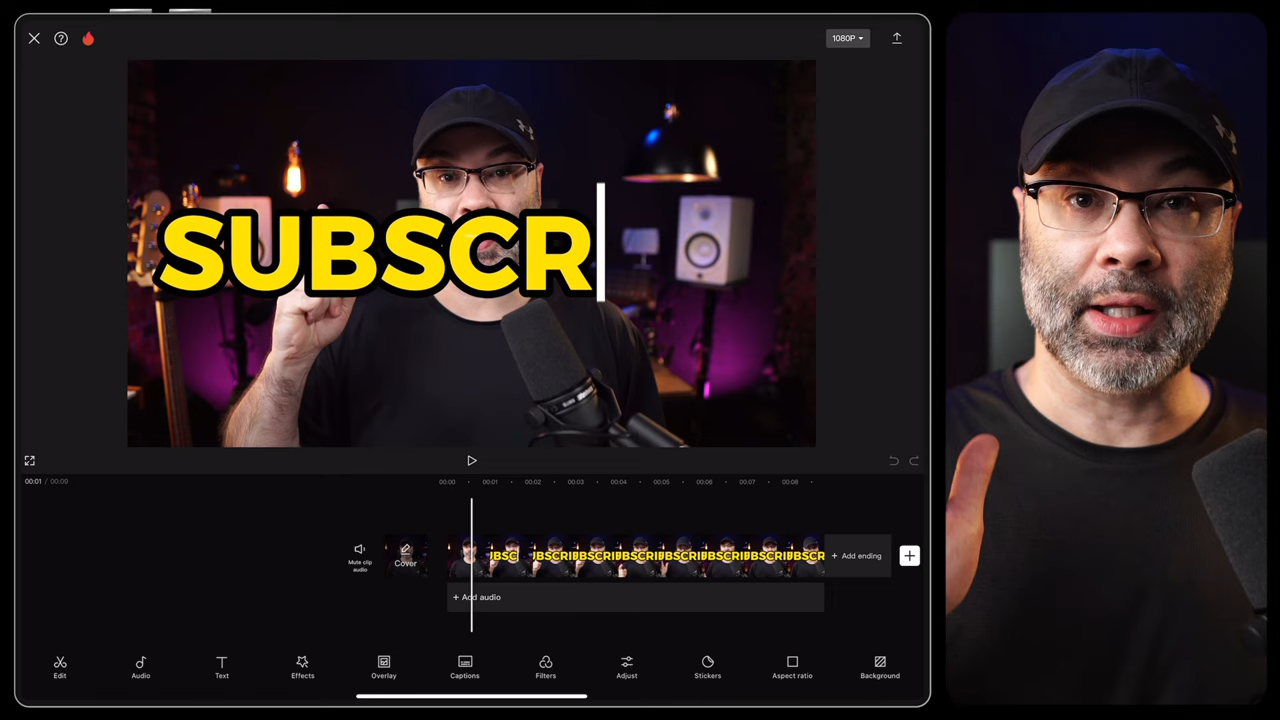 1080P
SUBSCR
00:01 / 00:09
00:00 00:01 00:02 00:03 00:04 00:05 00:06 00:07 00:08
Mute clip
audio
Cover
+ Add ending
+ Add audio
Edit
Audio
Text
Effects
Overlay
Captions
Filters
Adjust
Stickers
Aspect ratio
Background